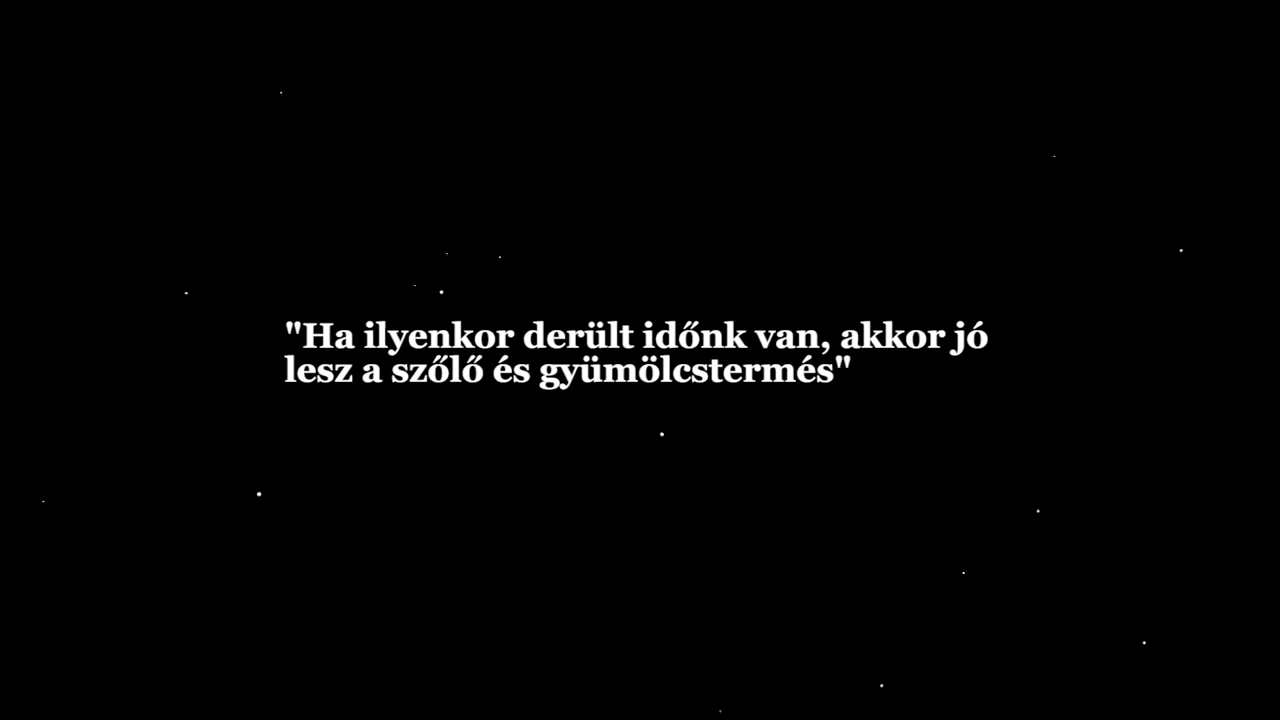 "Ha ilyenkor derült időnk van, akkor jó
lesz a szőlő és gyümölcstermés"